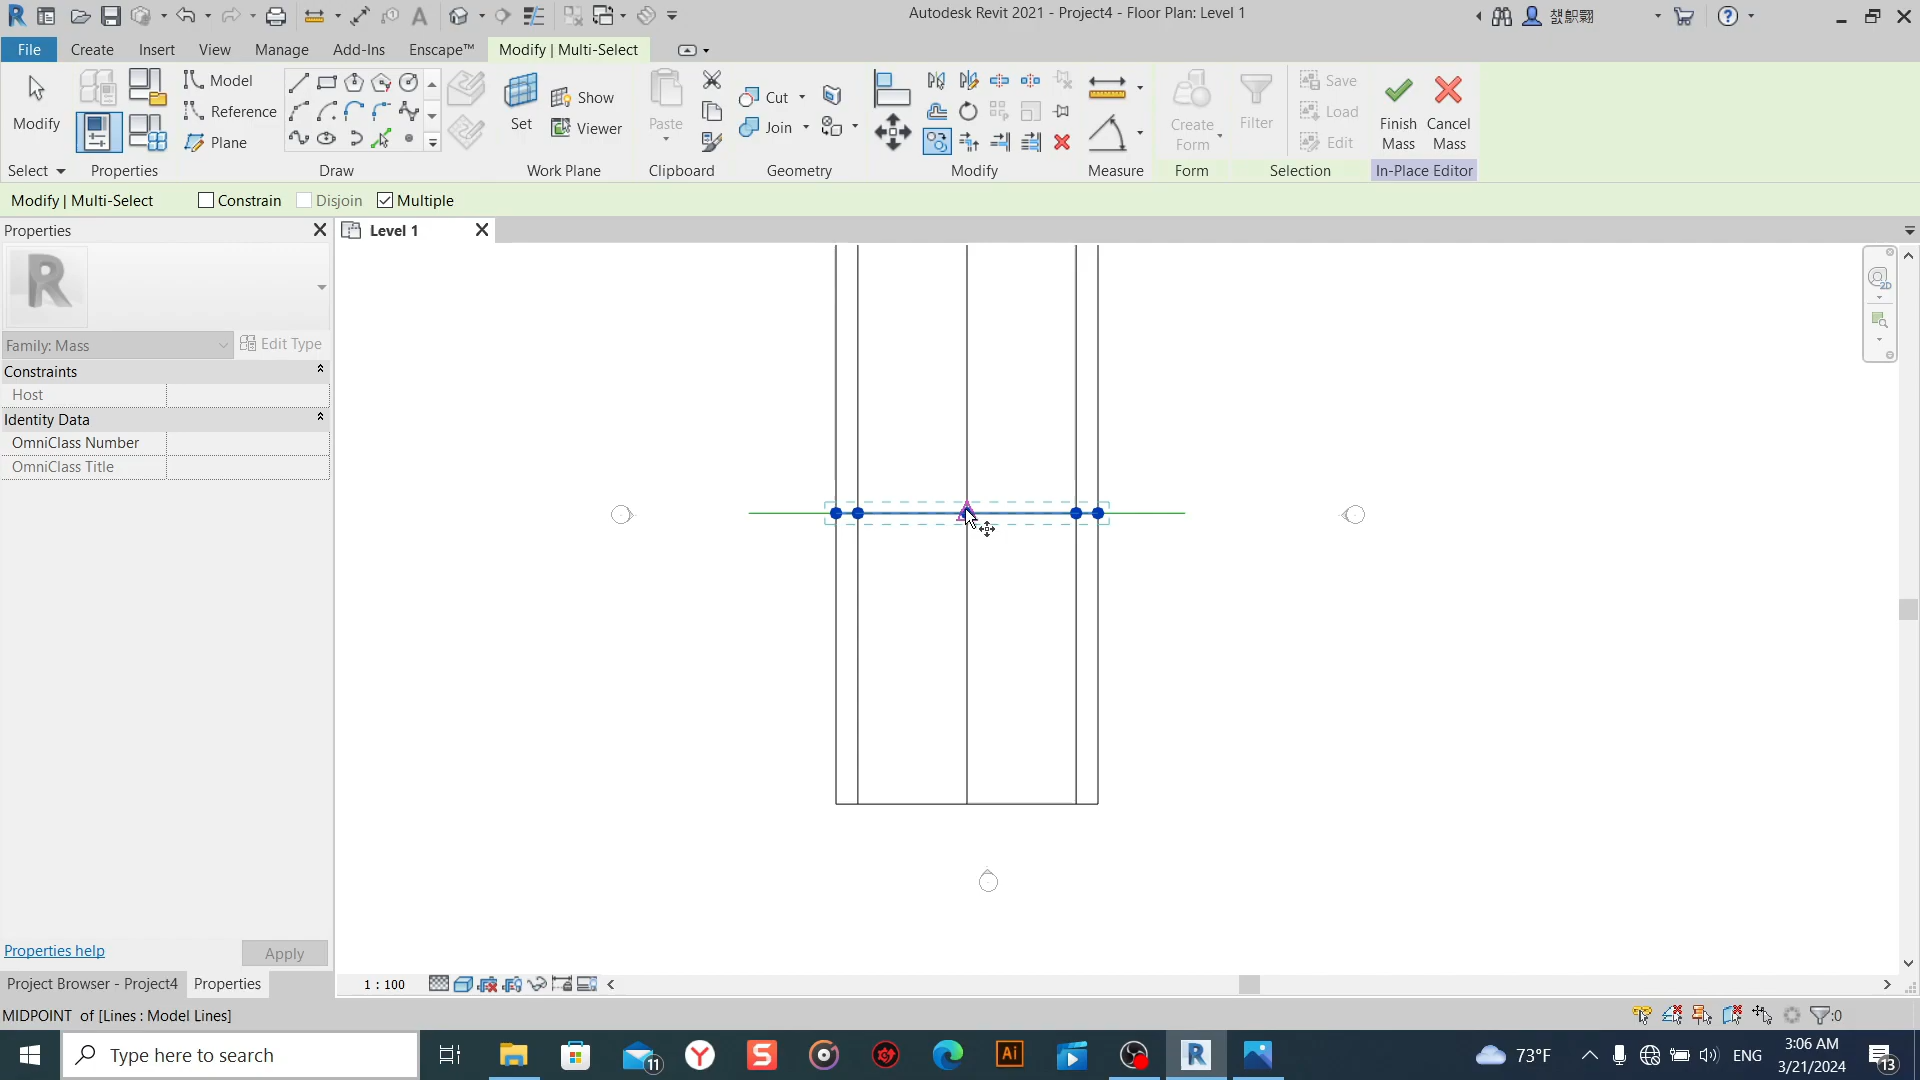 Autodesk Revit 2021 - Project4 - Floor Plan: Level 1
File Create Insert View Manage Add-Ins Enscape™ Modify | Multi-Select
Modify
Model
Reference
Plane
Set
Show
Viewer
Paste
Cut
Join
Create Form
Filter
Save
Load
Edit
Finish Mass
Cancel Mass
Select Properties Draw Work Plane Clipboard Geometry Modify Measure Form Selection In-Place Editor
Modify | Multi-Select Constrain Disjoin Multiple
Properties
Level 1
R
Family: Mass
Edit Type
Constraints
Host
Identity Data
OmniClass Number
OmniClass Title
2D
Properties help
Apply
Project Browser - Project4 Properties
1 : 100
MIDPOINT of [Lines : Model Lines]
:0
Type here to search
11
Ai
R
73°F
ENG
3:06 AM
3/21/2024
13